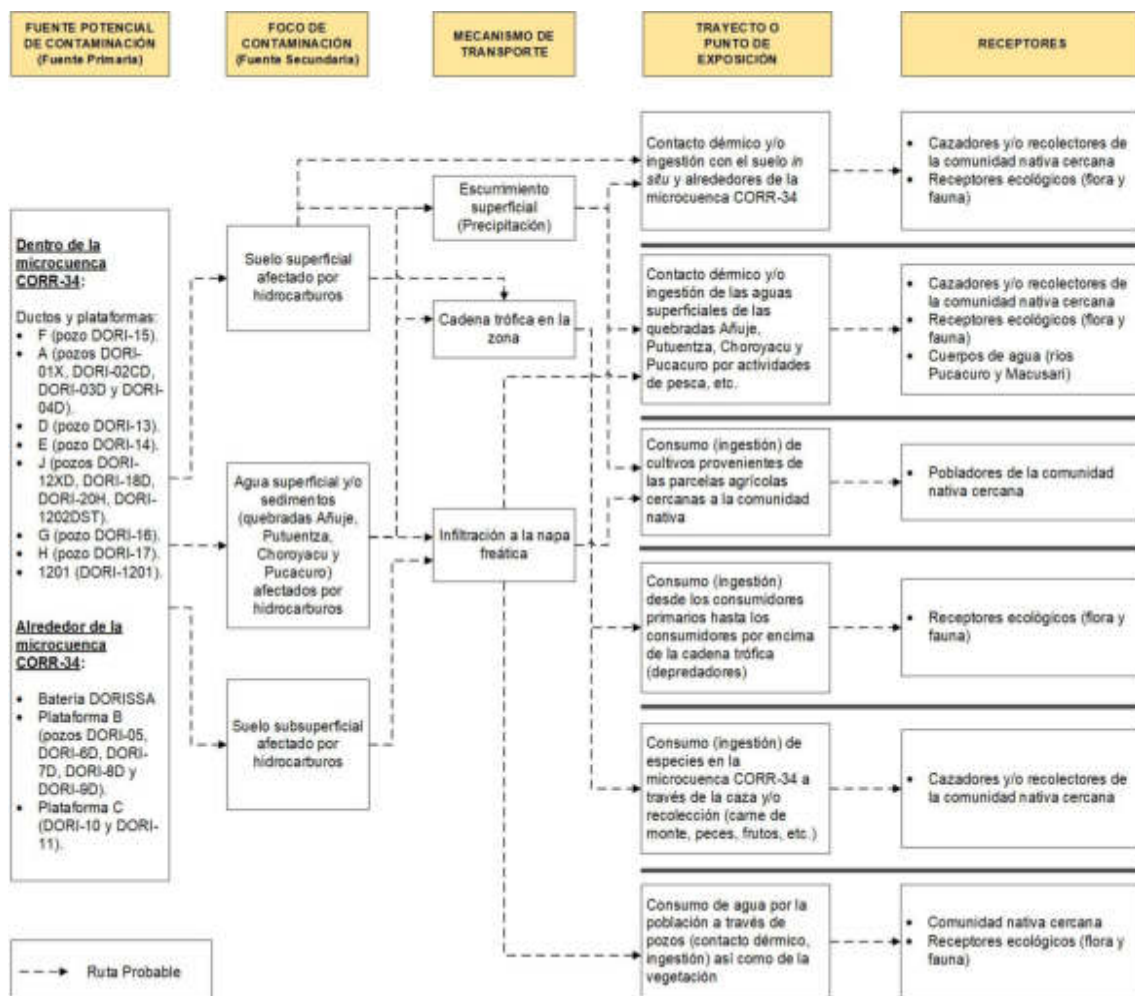 FUENTE POTENCIAL
DE CONTAMINACIÓN
(Fuente Primaria)
FOCO DE
CONTAMINACIÓN
(Fuente Secundaria)
MECANISMO DE
TRANSPORTE
TRAYECTO O
PUNTO DE
EXPOSICIÓN
RECEPTORES
Dentro de la
microcuenca
CORR-34:
Ductos y plataformas:
• F (pozo DORI-15).
• A (pozos DORI-
01X, DORI-02CD,
DORI-03D y DORI-
04D).
• D (pozo DORI-13).
• E (pozo DORI-14).
• J (pozos DORI-
12XD, DORI-18D,
DORI-20H, DORI-
1202DST).
• G (pozo DORI-16).
• H (pozo DORI-17).
• 1201 (DORI-1201).
Alrededor de la
microcuenca
CORR-34:
• Batería DORISSA
• Plataforma B
(pozos DORI-05,
DORI-6D, DORI-
7D, DORI-8D y
DORI-9D).
• Plataforma C
(DORI-10 y DORI-
11).
Suelo superficial
afectado por
hidrocarburos
Agua superficial y/o
sedimentos
(quebradas Añuje,
Putuentza,
Choroyacu y
Pucacuro)
afectados por
hidrocarburos
Suelo subsuperficial
afectado por
hidrocarburos
Escurrimiento
superficial
(Precipitación)
Cadena trófica en la
zona
Infiltración a la napa
freática
Contacto dérmico y/o
ingestión con el suelo in
situ y alrededores de la
microcuenca CORR-34
• Cazadores y/o recolectores de
la comunidad nativa cercana
• Receptores ecológicos (flora y
fauna)
Contacto dérmico y/o
ingestión de las aguas
superficiales de las
quebradas Añuje,
Putuentza, Choroyacu y
Pucacuro por actividades
de pesca, etc.
• Cazadores y/o recolectores de
la comunidad nativa cercana
• Receptores ecológicos (flora y
fauna)
• Cuerpos de agua (ríos
Pucacuro y Macusari)
Consumo (ingestión) de
cultivos provenientes de
las parcelas agrícolas
cercanas a la comunidad
nativa
• Pobladores de la comunidad
nativa cercana
Consumo (ingestión)
desde los consumidores
primarios hasta los
consumidores por encima
de la cadena trófica
(depredadores)
• Receptores ecológicos (flora y
fauna)
Consumo (ingestión) de
especies en la
microcuenca CORR-34 a
través de la caza y/o
recolección (carne de
monte, peces, frutos, etc.)
• Cazadores y/o recolectores de
la comunidad nativa cercana
Consumo de agua por la
población a través de
pozos (contacto dérmico,
ingestión) así como de la
vegetación
• Comunidad nativa cercana
• Receptores ecológicos (flora y
fauna)
Ruta Probable